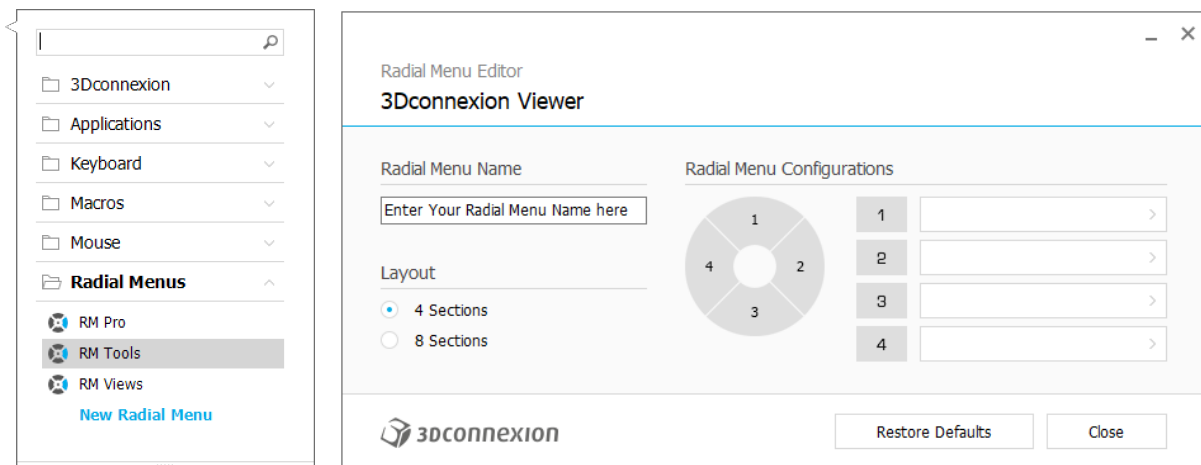 3Dconnexion
Applications
Keyboard
Macros
Mouse
Radial Menus
RM Pro
RM Tools
RM Views
New Radial Menu
Radial Menu Editor
3Dconnexion Viewer
Radial Menu Name
Enter Your Radial Menu Name here
Layout
4 Sections
8 Sections
Radial Menu Configurations
1
4 2
3
1
2
3
4
3Dconnexion
Restore Defaults Close